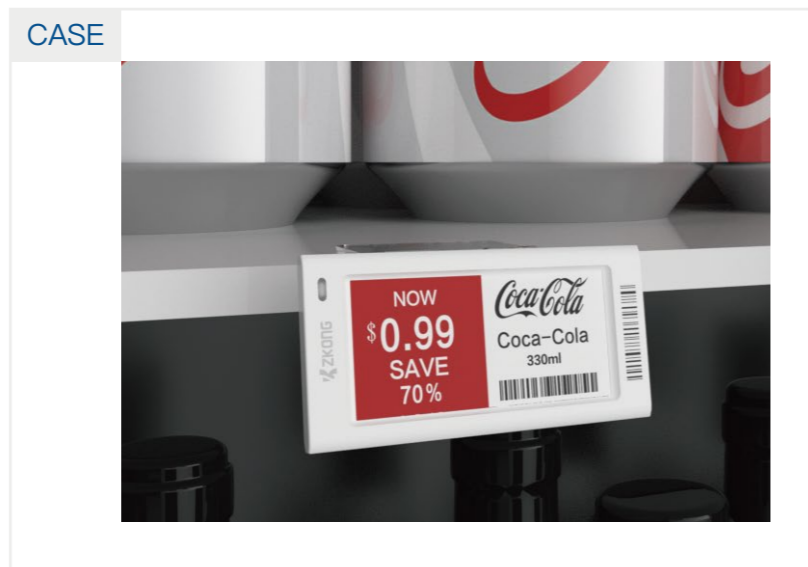 CASE
NOW
$0.99
SAVE
70%
Coca-Cola
Coca-Cola
330ml
ZKONG